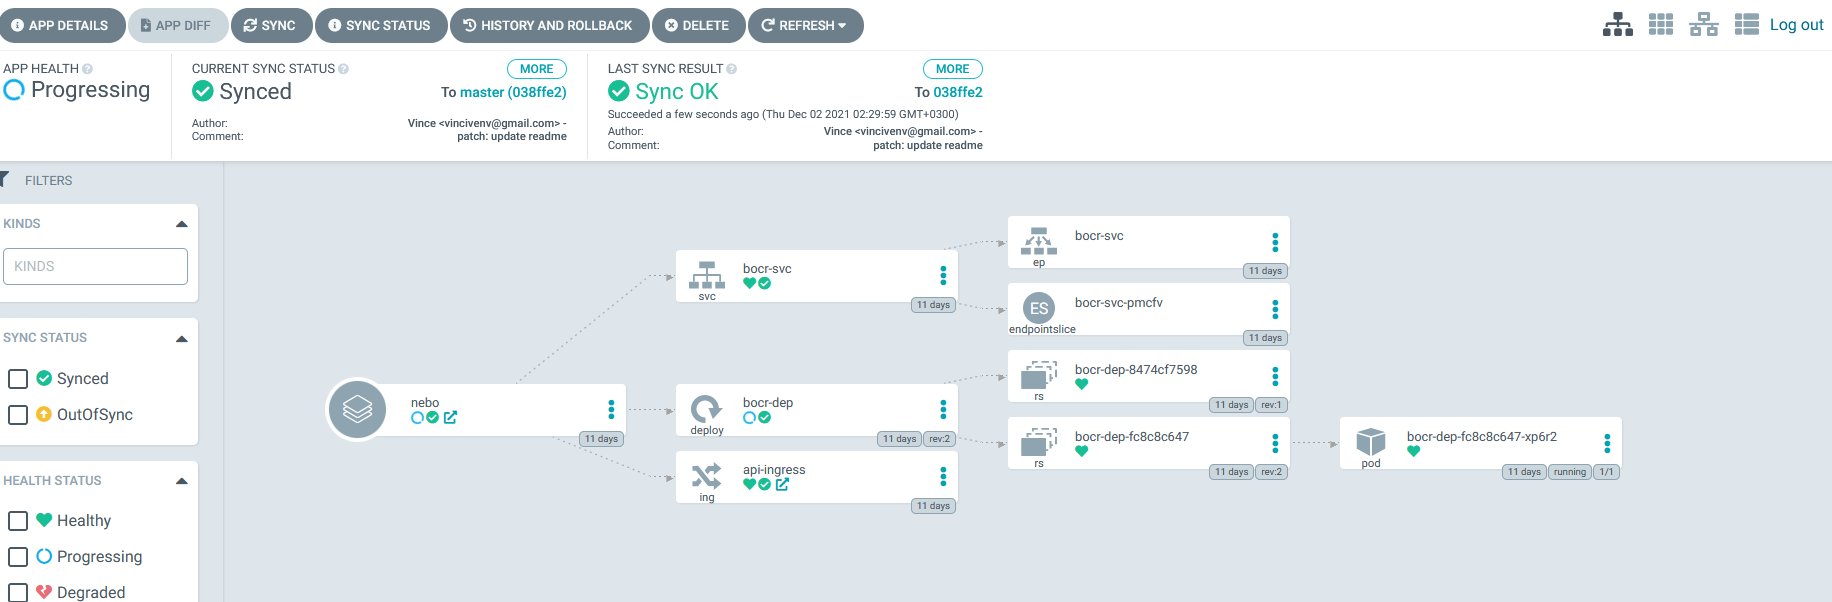 APP DETAILS
APP DIFF
SYNC
SYNC STATUS
HISTORY AND ROLLBACK
DELETE
REFRESH
Log out
APP HEALTH
Progressing
CURRENT SYNC STATUS
MORE
Synced
To master (038ffe2)
Author:
Vince <vincivenv@gmail.com> -
Comment:
patch: update readme
LAST SYNC RESULT
MORE
Sync OK
To 038ffe2
Succeeded a few seconds ago (Thu Dec 02 2021 02:29:59 GMT+0300)
Author:
Vince <vincivenv@gmail.com> -
Comment:
patch: update readme
FILTERS
KINDS
KINDS
SYNC STATUS
Synced
OutOfSync
HEALTH STATUS
Healthy
Progressing
Degraded
nebo
11 days
bocr-svc
svc
11 days
bocr-dep
deploy
11 days
rev:2
api-ingress
ing
11 days
bocr-svc
ep
11 days
ES
bocr-svc-pmcfv
endpointslice
11 days
bocr-dep-8474cf7598
rs
11 days
rev:1
bocr-dep-fc8c8c647
rs
11 days
rev:2
bocr-dep-fc8c8c647-xp6r2
pod
11 days
running
1/1